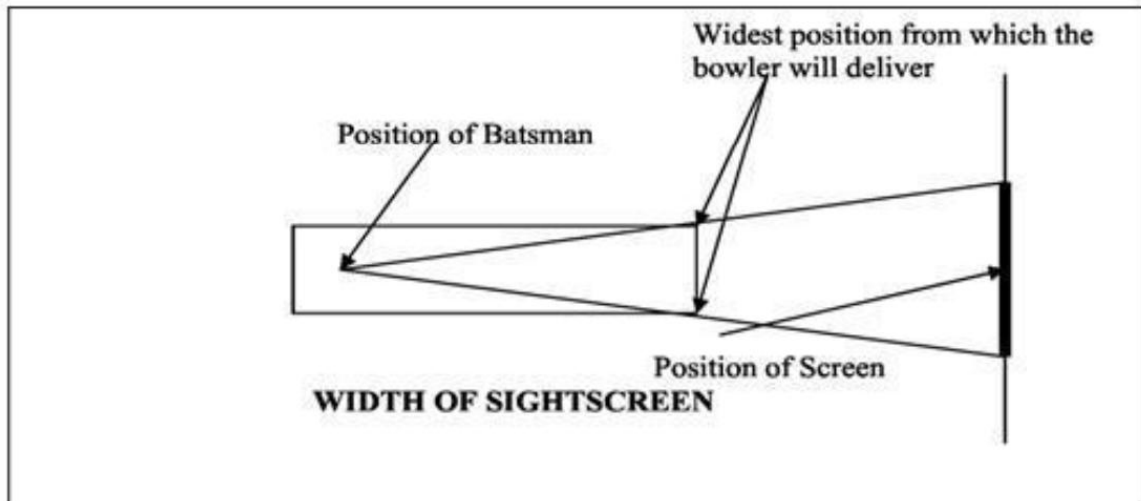 Widest position from which the
bowler will deliver
Position of Batsman
Position of Screen
WIDTH OF SIGHTSCREEN